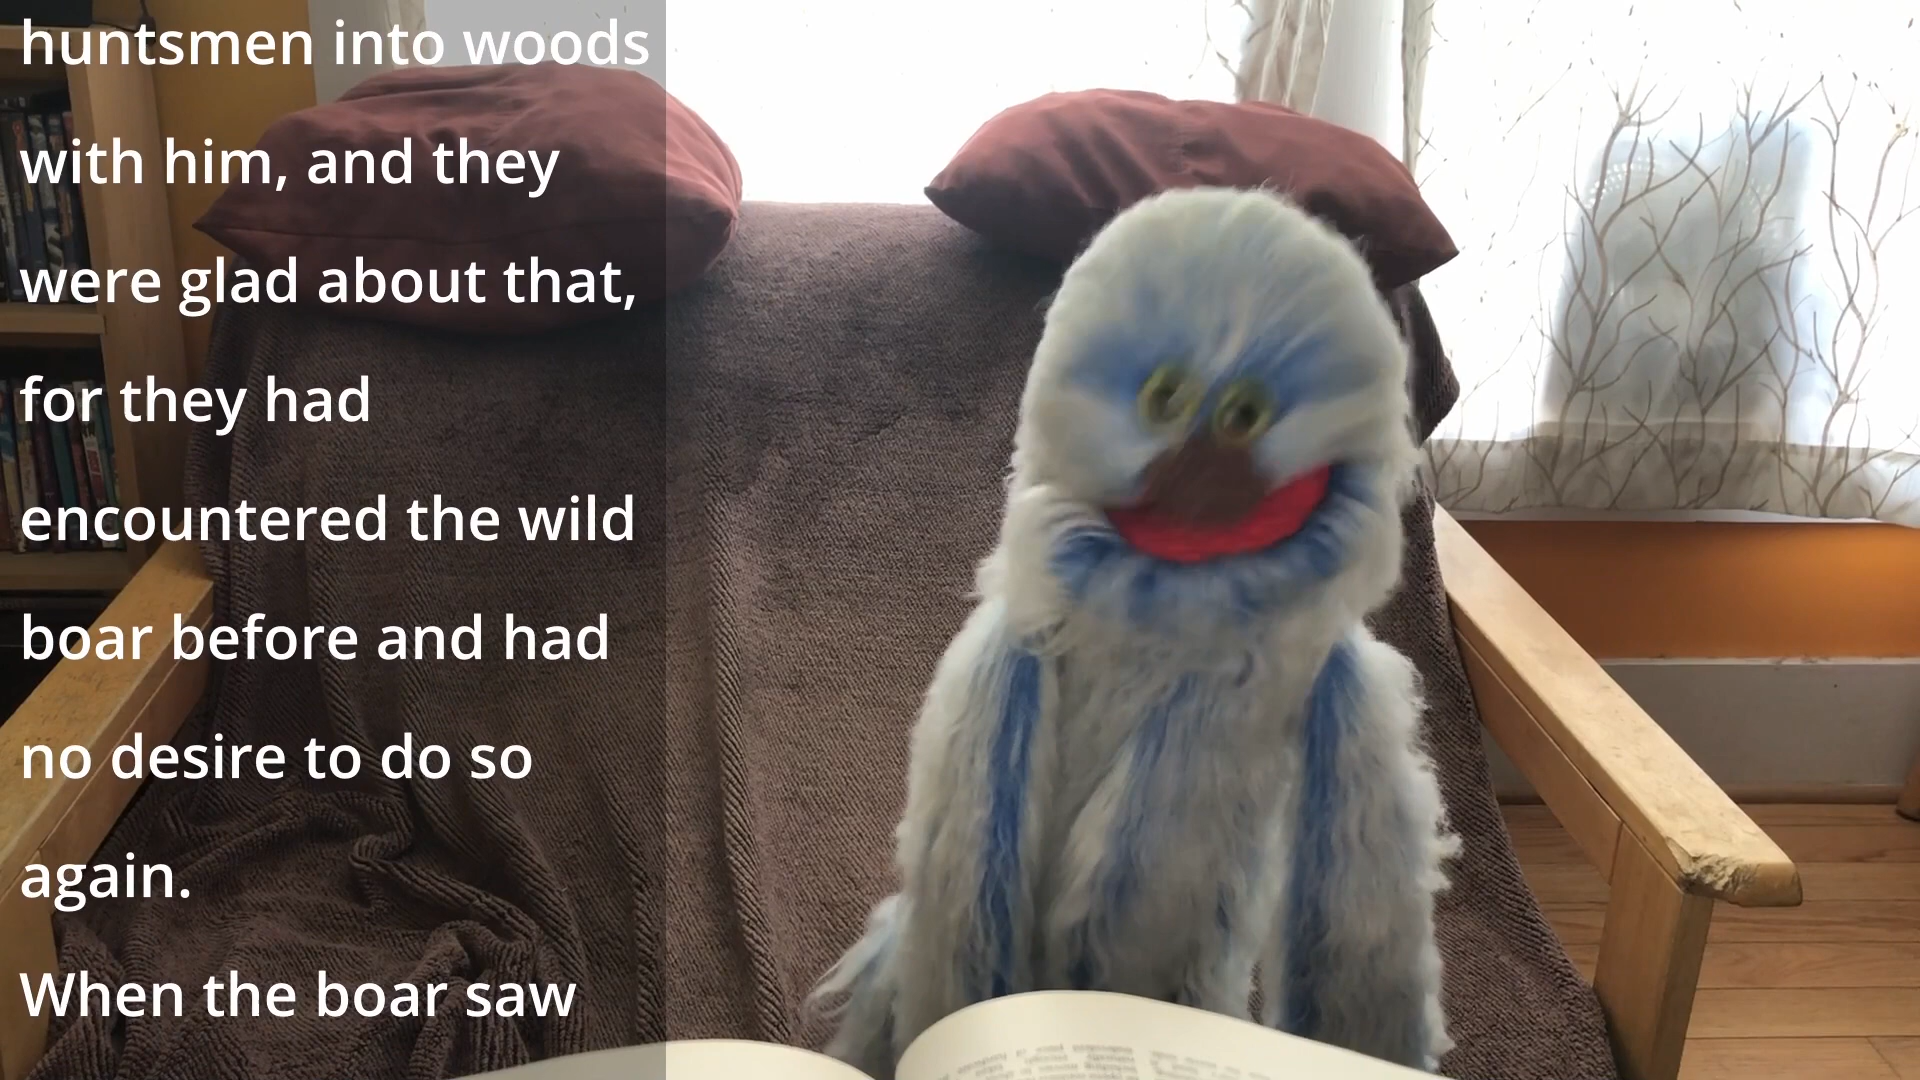 huntsmen into woods
with him, and they
were glad about that,
for they had
encountered the wild
boar before and had
no desire to do so
again.
When the boar saw